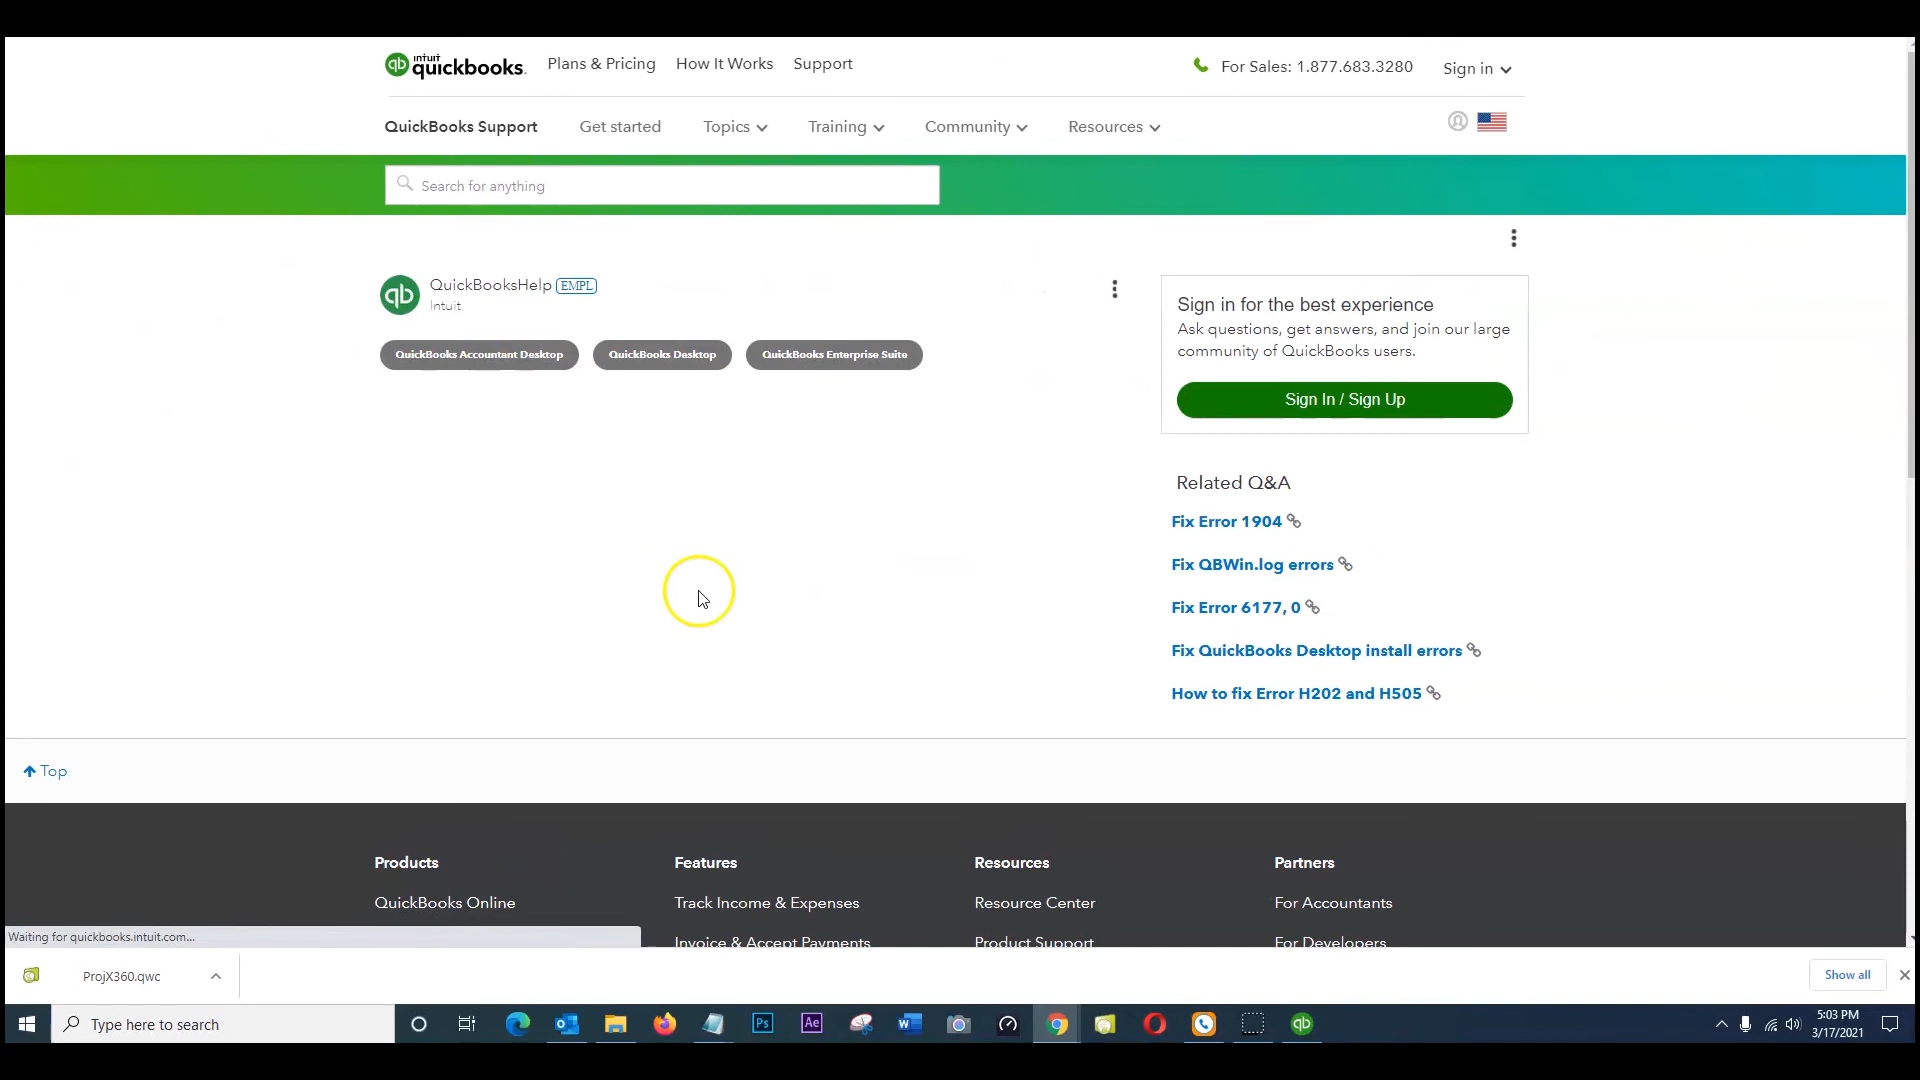 intuit
quickbooks.
Plans & Pricing
How It Works
Support
For Sales: 1.877.683.3280
Sign in
QuickBooks Support
Get started
Topics
Training
Community
Resources
Search for anything
qb
QuickBooksHelp EMPL
Intuit
QuickBooks Accountant Desktop
QuickBooks Desktop
QuickBooks Enterprise Suite
Sign in for the best experience
Ask questions, get answers, and join our large
community of QuickBooks users.
Sign In / Sign Up
Related Q&A
Fix Error 1904
Fix QBWin.log errors
Fix Error 6177, 0
Fix QuickBooks Desktop install errors
How to fix Error H202 and H505
Top
Products
Features
Resources
Partners
QuickBooks Online
Track Income & Expenses
Resource Center
For Accountants
Invoice & Accept Payments
Product Support
For Developers
Waiting for quickbooks.intuit.com...
ProjX360.qwc
Show all
Type here to search
Ps
Ae
qb
5:03 PM
3/17/2021